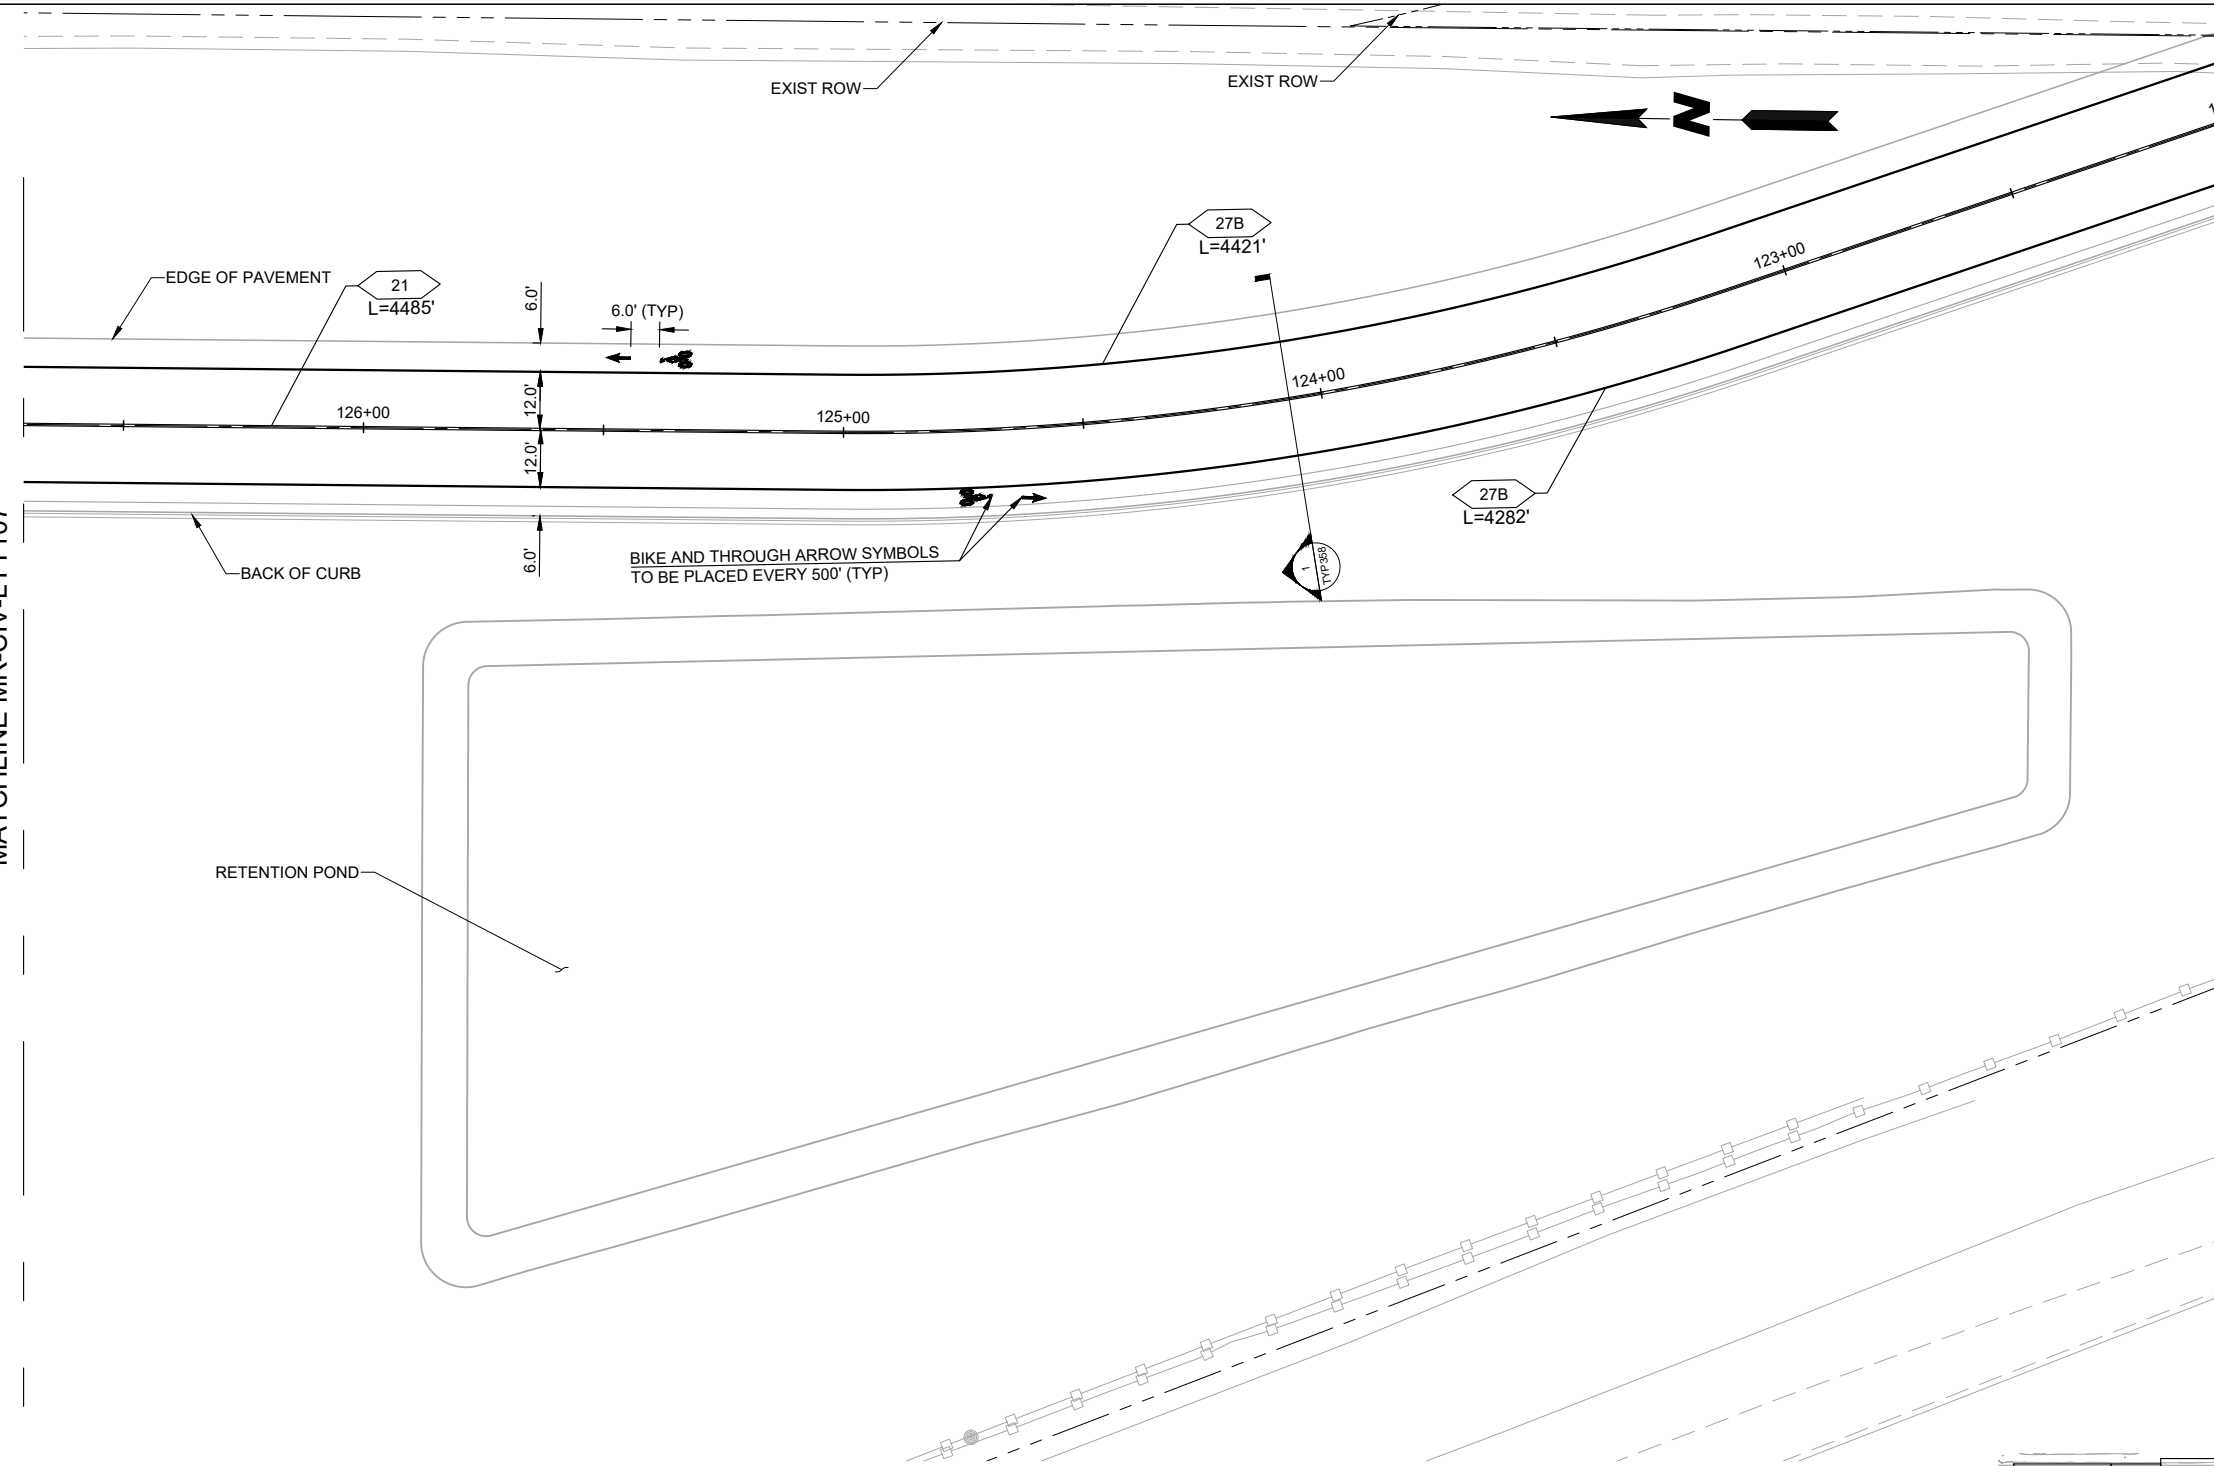 EXIST ROW
EXIST ROW
N
27B
L=4421'
123+00
EDGE OF PAVEMENT
21
L=4485'
6.0'
6.0' (TYP)
124+00
126+00
12.0'
125+00
12.0'
27B
L=4282'
BACK OF CURB
6.0'
BIKE AND THROUGH ARROW SYMBOLS
TO BE PLACED EVERY 500' (TYP)
1
TYP358
RETENTION POND